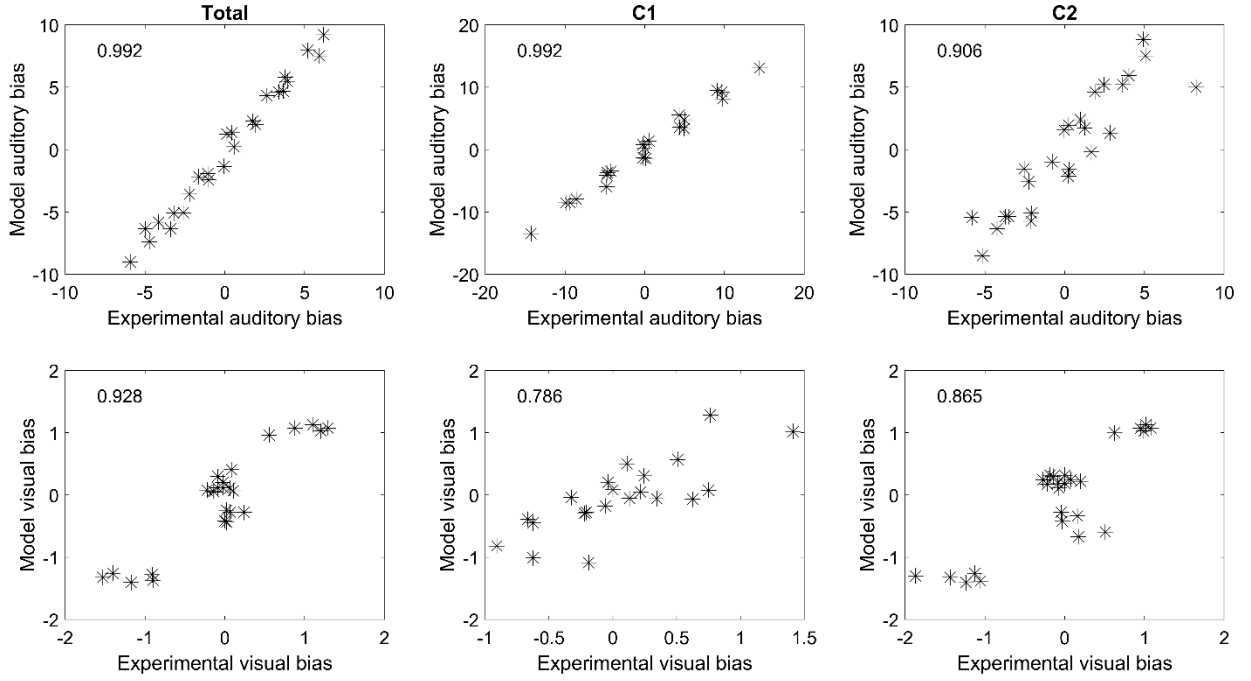 Total
0.992
Model auditory bias
10
5
0
-5
-10
-10 -5 0 5 10
Experimental auditory bias
C1
0.992
Model auditory bias
20
10
0
-10
-20
-20 -10 0 10 20
Experimental auditory bias
C2
0.906
Model auditory bias
10
5
0
-5
-10
-10 -5 0 5 10
Experimental auditory bias
0.928
Model visual bias
2
1
0
-1
-2
-2 -1 0 1 2
Experimental visual bias
0.786
Model visual bias
2
1
0
-1
-2
-1 -0.5 0 0.5 1 1.5
Experimental visual bias
0.865
Model visual bias
2
1
0
-1
-2
-2 -1 0 1 2
Experimental visual bias